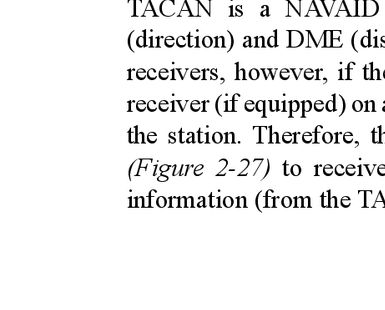 TACAN is a NAVAID
(direction) and DME (dis
receivers, however, if the
receiver (if equipped) on a
the station. Therefore, th
(Figure 2-27) to receive
information (from the TA